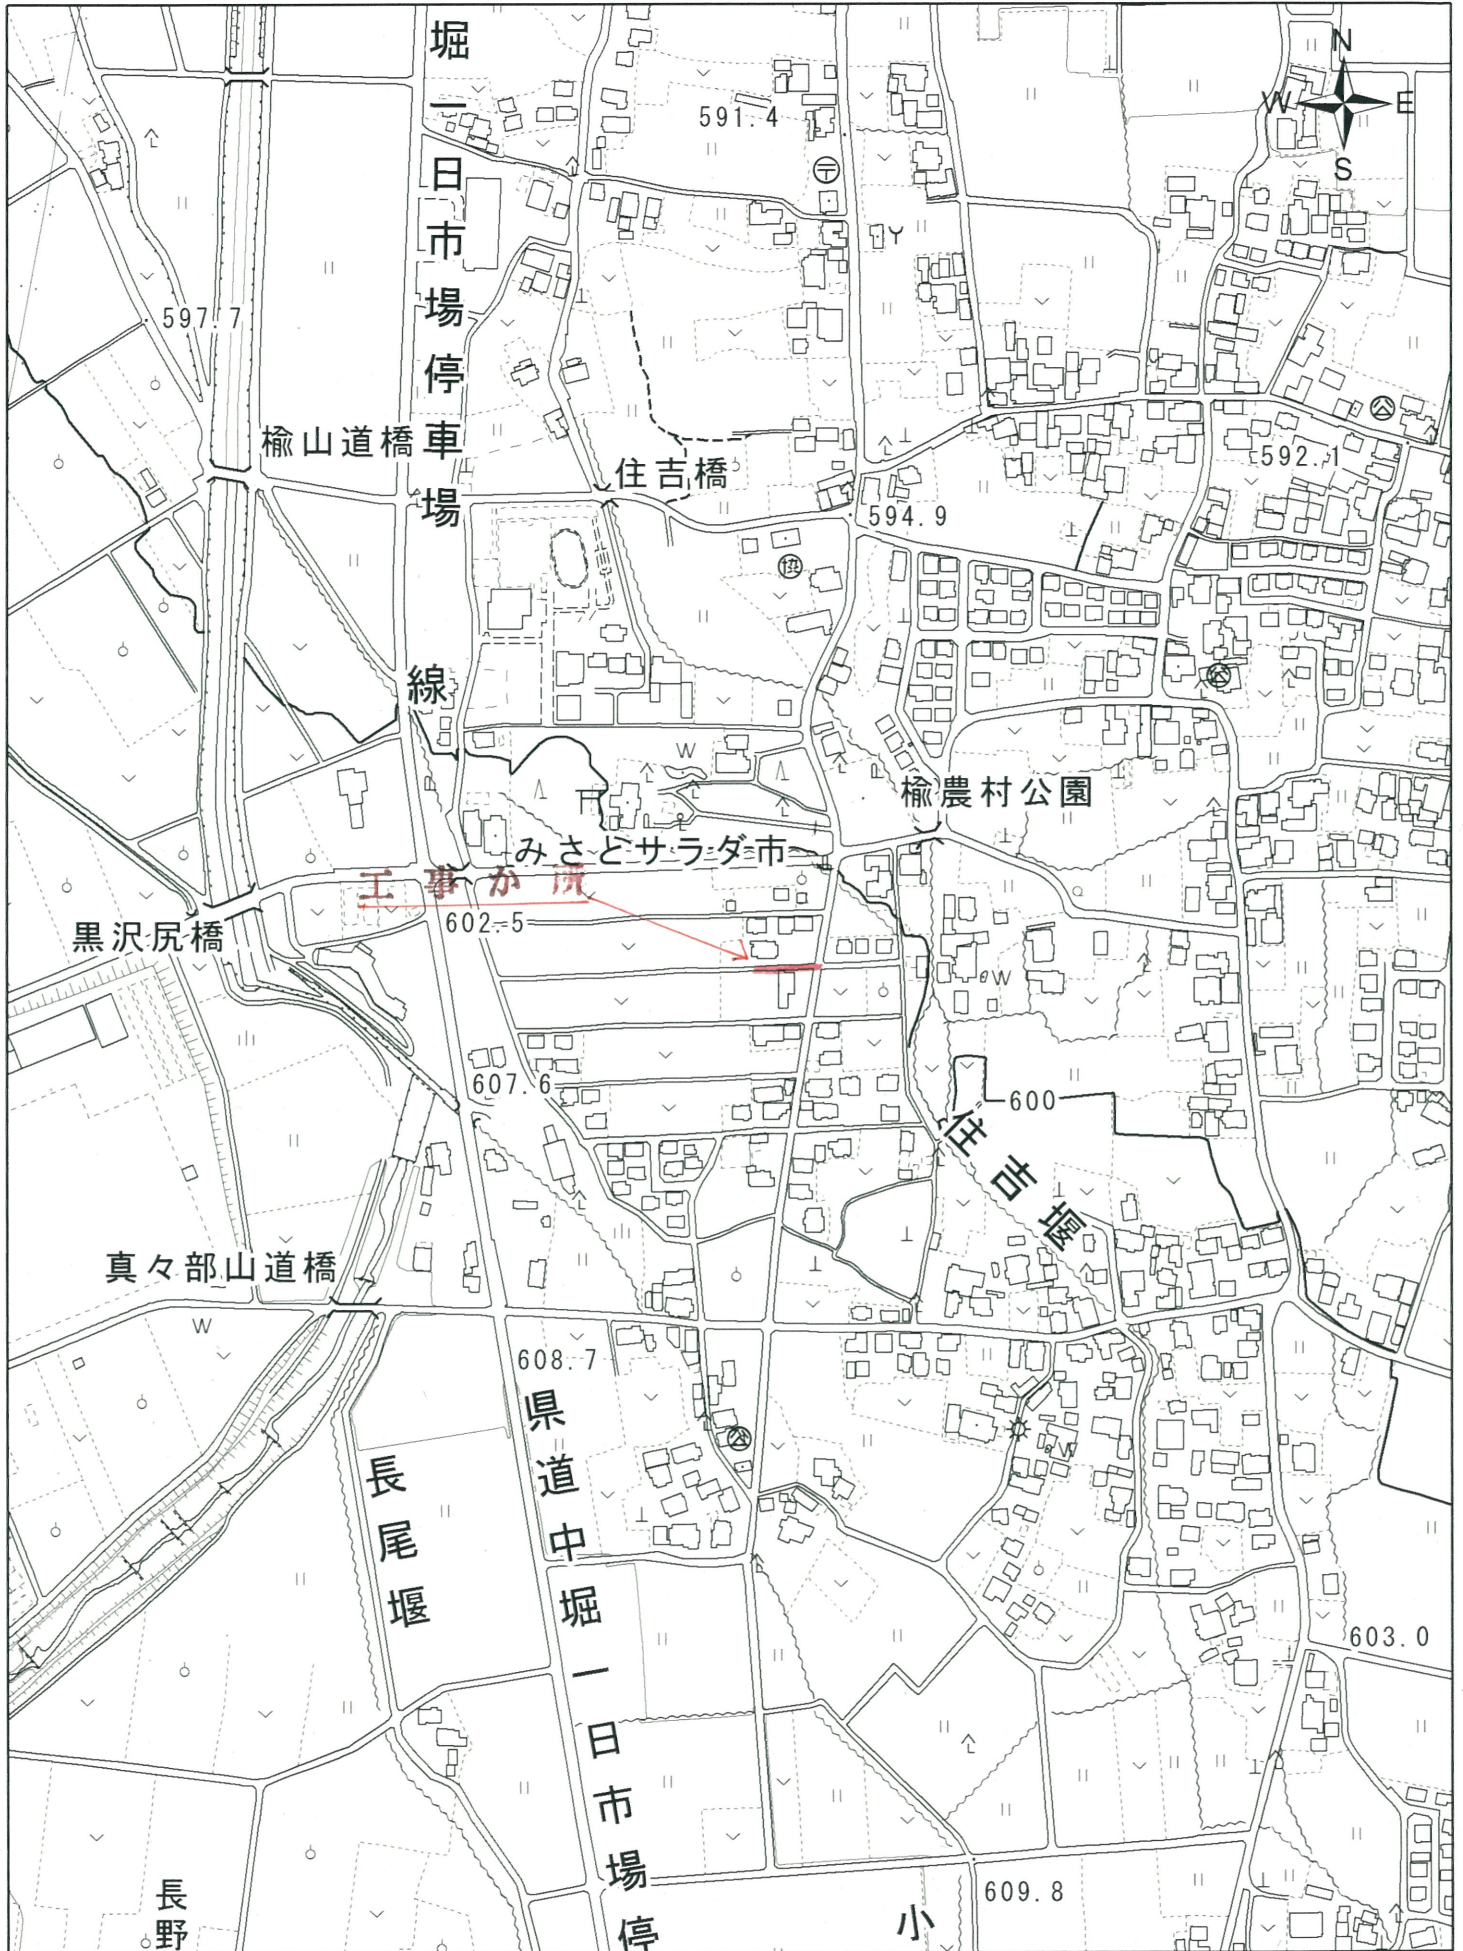 堀一日市場停車場線
N
W
E
S
591.4
〒
597.7
楡山道橋
住吉橋
592.1
594.9
協
公
公
W
楡農村公園
みさとサラダ市
工事か所
602.5
黒沢尻橋
W
607.6
600
住吉堰
真々部山道橋
W
608.7
県道中堀一日市場停
公
W
長尾堰
603.0
609.8
長野
小